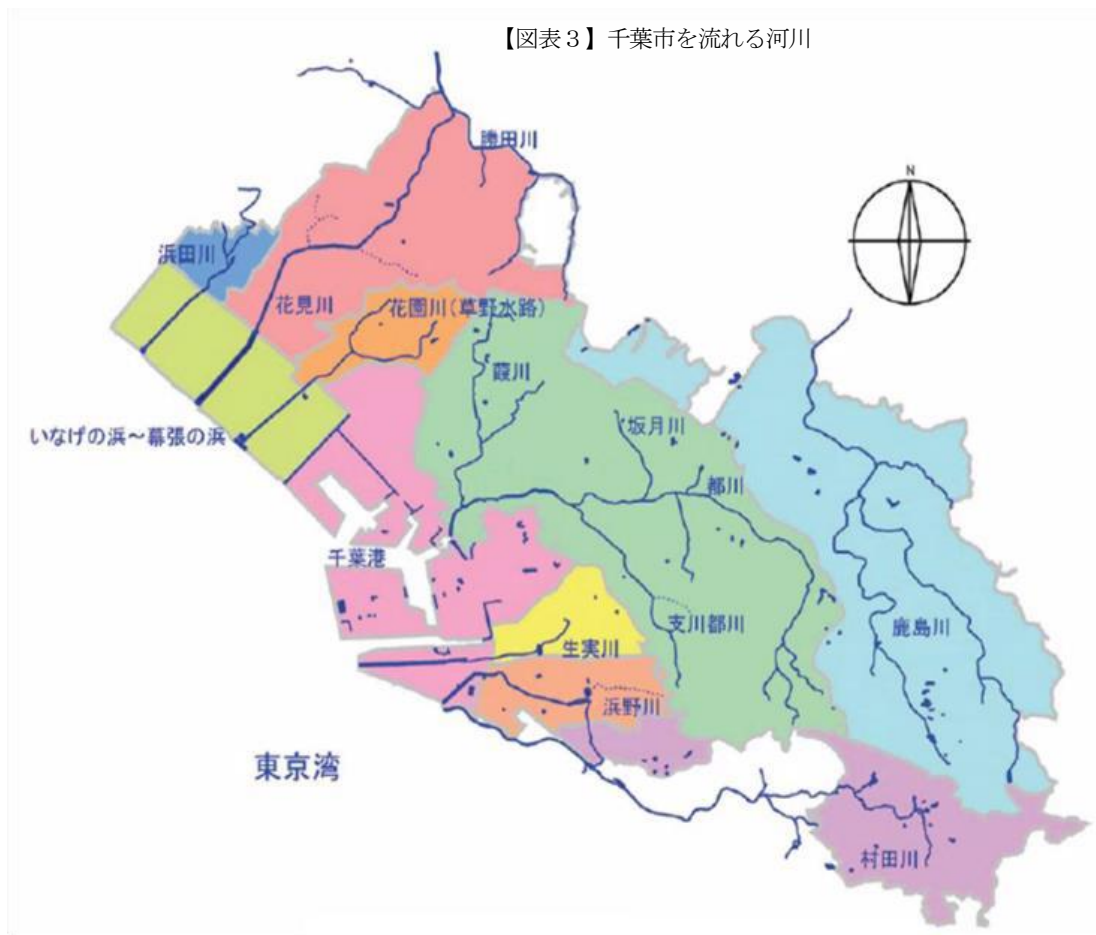 【図表３】千葉市を流れる河川
N
勝田川
浜田川
花見川
花園川(草野水路)
葭川
坂月川
いなげの浜～幕張の浜
都川
千葉港
支川都川
鹿島川
生実川
浜野川
東京湾
村田川